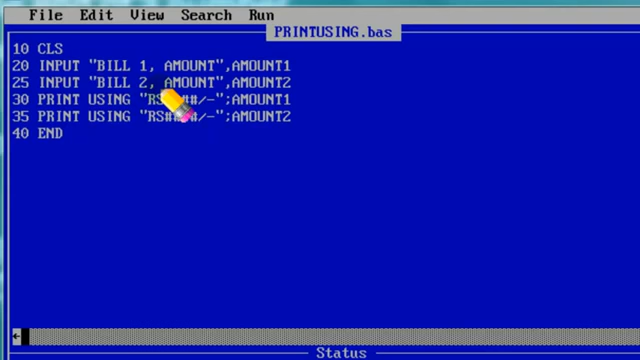 File Edit View Search Run
PRINTUSING.bas
10 CLS
20 INPUT "BILL 1, AMOUNT",AMOUNT1
25 INPUT "BILL 2, AMOUNT",AMOUNT2
30 PRINT USING "RS###/-";AMOUNT1
35 PRINT USING "RS####/-";AMOUNT2
40 END
Status